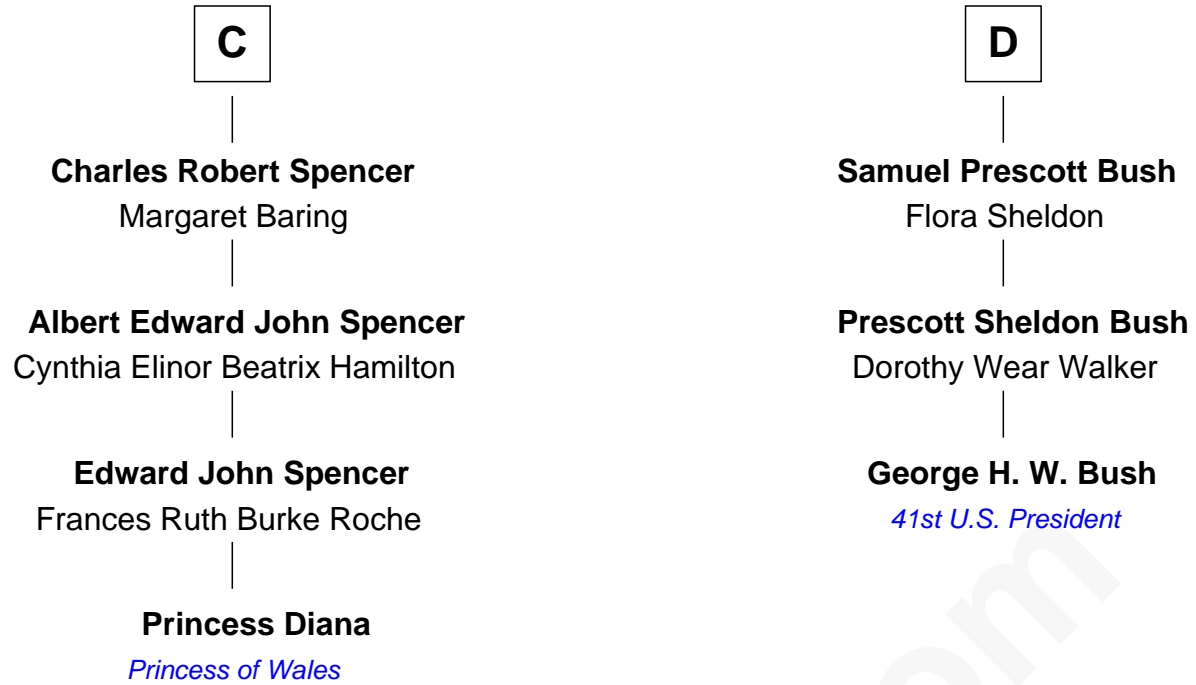 C
Charles Robert Spencer
Margaret Baring
Albert Edward John Spencer
Cynthia Elinor Beatrix Hamilton
Edward John Spencer
Frances Ruth Burke Roche
Princess Diana
Princess of Wales
D
Samuel Prescott Bush
Flora Sheldon
Prescott Sheldon Bush
Dorothy Wear Walker
George H. W. Bush
41st U.S. President
om